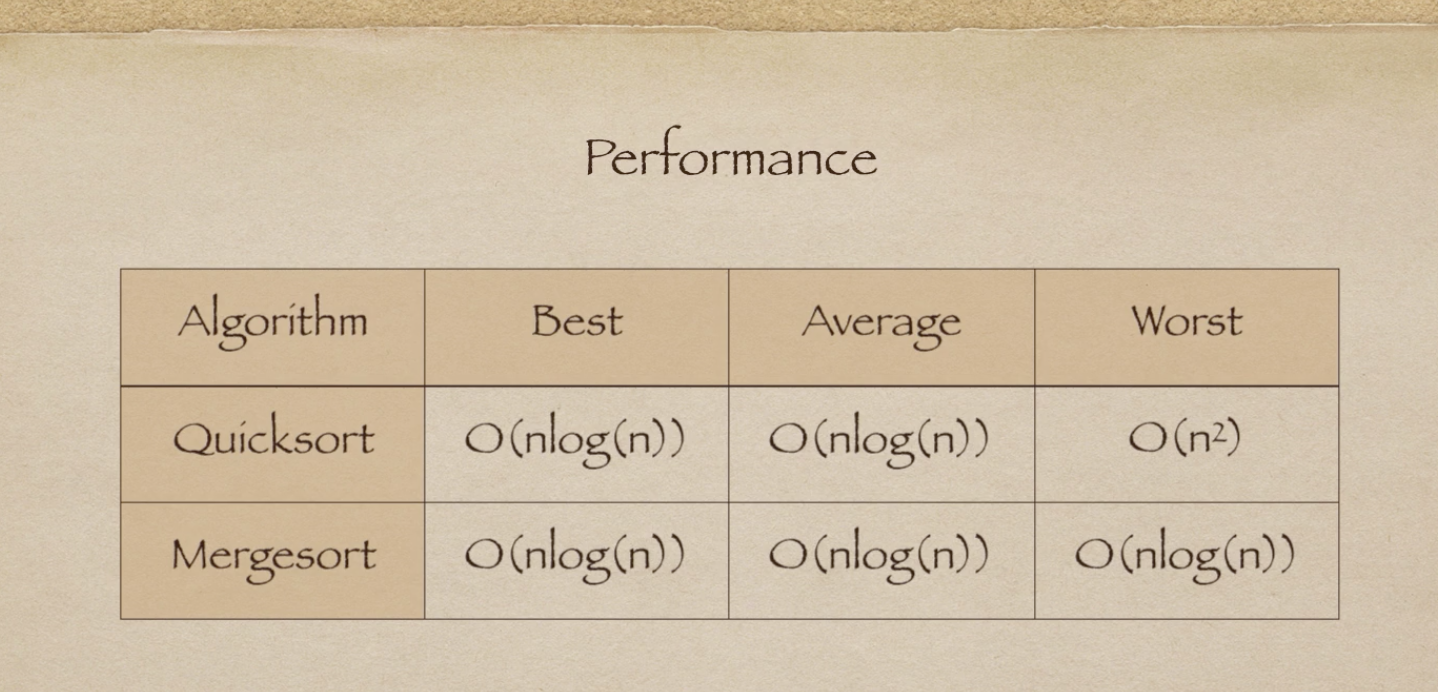 Performance
Algorithm Best Average Worst
Quicksort O(nlog(n)) O(nlog(n)) O(n²)
Mergesort O(nlog(n)) O(nlog(n)) O(nlog(n))